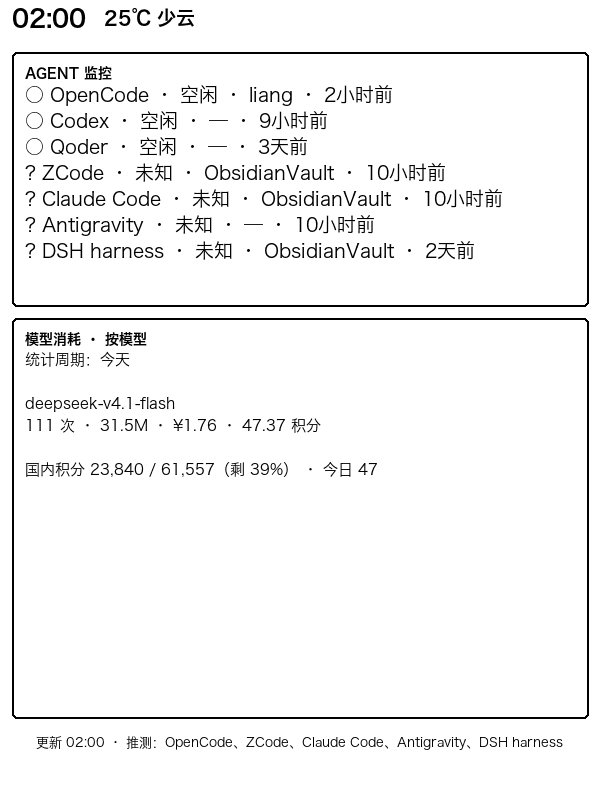 02:00 25℃ 少云
AGENT 监控
○ OpenCode · 空闲 · liang · 2小时前
○ Codex · 空闲 · — · 9小时前
○ Qoder · 空闲 · — · 3天前
? ZCode · 未知 · ObsidianVault · 10小时前
? Claude Code · 未知 · ObsidianVault · 10小时前
? Antigravity · 未知 · — · 10小时前
? DSH harness · 未知 · ObsidianVault · 2天前
模型消耗 · 按模型
统计周期：今天
deepseek-v4.1-flash
111 次 · 31.5M · ¥1.76 · 47.37 积分
国内积分 23,840 / 61,557（剩 39%） · 今日 47
更新 02:00 · 推测：OpenCode、ZCode、Claude Code、Antigravity、DSH harness